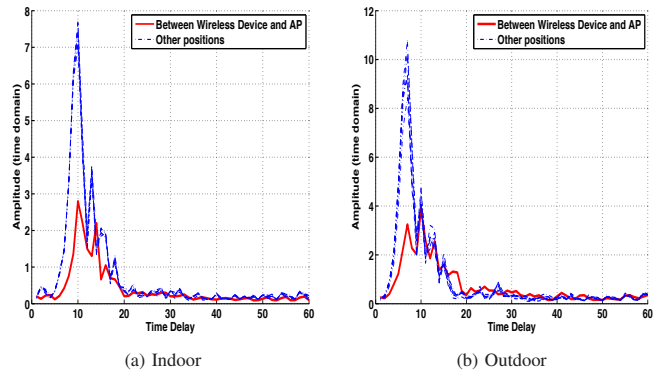 Between Wireless Device and AP
Other positions
8
7
6
5
4
3
2
1
0
Amplitude (time domain)
0 10 20 30 40 50 60
Time Delay
(a) Indoor
Between Wireless Device and AP
Other positions
12
10
8
6
4
2
0
Amplitude (time domain)
0 10 20 30 40 50 60
Time Delay
(b) Outdoor